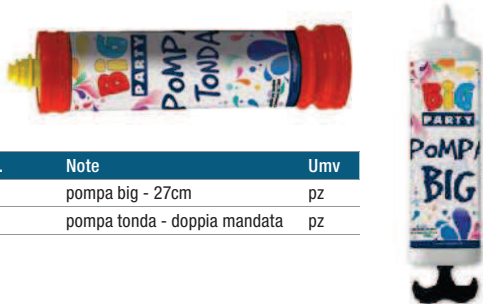 BIG
PARTY
POMPA
TONDA
BIG
PARTY
POMPA
BIG
. Note Umv
pompa big - 27cm pz
pompa tonda - doppia mandata pz